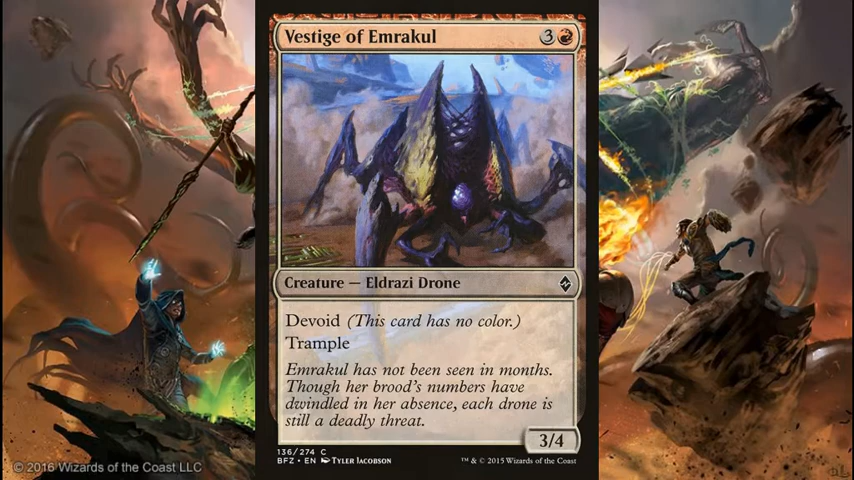 Vestige of Emrakul 3
Creature — Eldrazi Drone
Devoid (This card has no color.)
Trample
Emrakul has not been seen in months.
Though her brood's numbers have
dwindled in her absence, each drone is
still a deadly threat.
3/4
136/274 C
BFZ • EN Tyler Jacobson
™ & © 2015 Wizards of the Coast
© 2016 Wizards of the Coast LLC